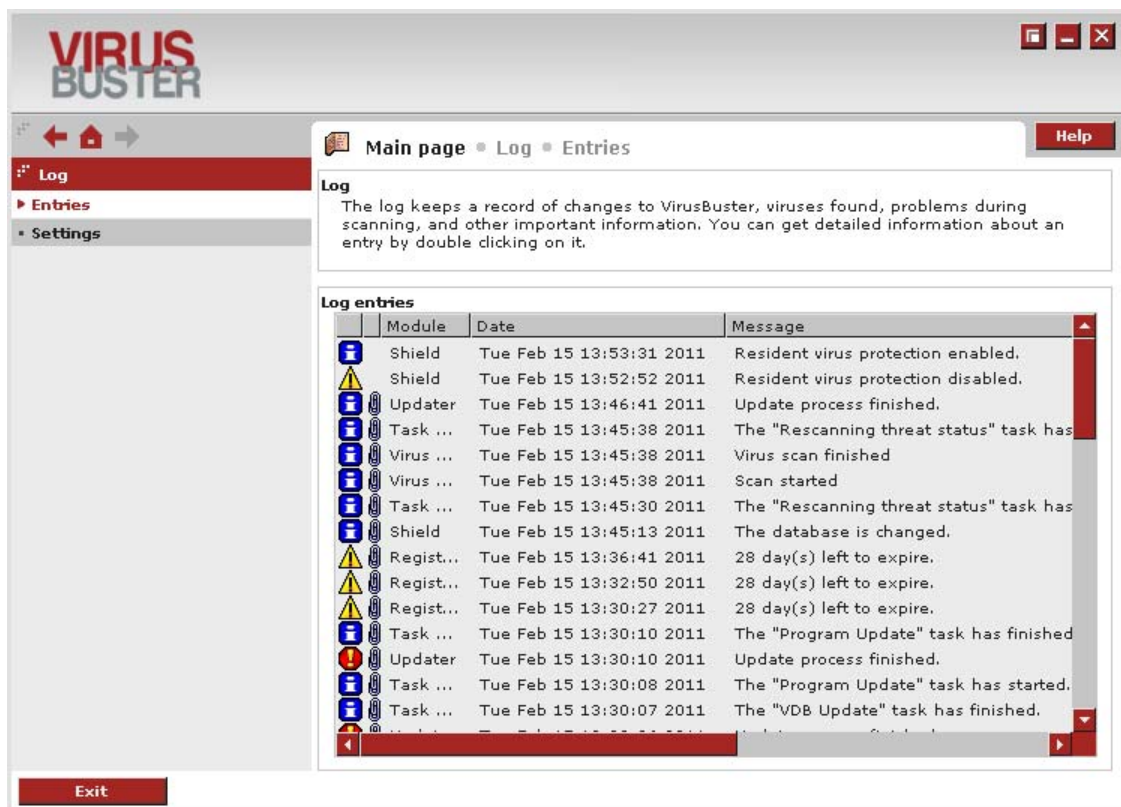 VIRUS
BUSTER
Main page Log Entries
Help
Log
Entries
Settings
Log
The log keeps a record of changes to VirusBuster, viruses found, problems during
scanning, and other important information. You can get detailed information about an
entry by double clicking on it.
Log entries
Module Date Message
Shield Tue Feb 15 13:53:31 2011 Resident virus protection enabled.
Shield Tue Feb 15 13:52:52 2011 Resident virus protection disabled.
Updater Tue Feb 15 13:46:41 2011 Update process finished.
Task ... Tue Feb 15 13:45:38 2011 The "Rescanning threat status" task has
Virus ... Tue Feb 15 13:45:38 2011 Virus scan finished
Virus ... Tue Feb 15 13:45:38 2011 Scan started
Task ... Tue Feb 15 13:45:30 2011 The "Rescanning threat status" task has
Shield Tue Feb 15 13:45:13 2011 The database is changed.
Regist... Tue Feb 15 13:36:41 2011 28 day(s) left to expire.
Regist... Tue Feb 15 13:32:50 2011 28 day(s) left to expire.
Regist... Tue Feb 15 13:30:27 2011 28 day(s) left to expire.
Task ... Tue Feb 15 13:30:10 2011 The "Program Update" task has finished
Updater Tue Feb 15 13:30:10 2011 Update process finished.
Task ... Tue Feb 15 13:30:08 2011 The "Program Update" task has started.
Task ... Tue Feb 15 13:30:07 2011 The "VDB Update" task has finished.
Exit